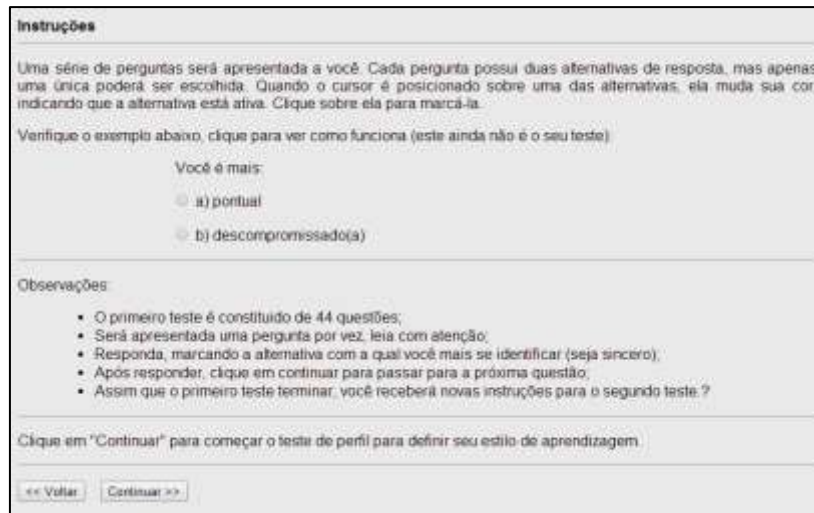 Instruções
Uma série de perguntas será apresentada a você. Cada pergunta possui duas alternativas de resposta, mas apenas
uma única poderá ser escolhida. Quando o cursor é posicionado sobre uma das alternativas, ela muda sua cor
indicando que a alternativa está ativa. Clique sobre ela para marcá-la.
Verifique o exemplo abaixo, clique para ver como funciona (este ainda não é o seu teste)
Você é mais:
a) pontual
b) descompromissado(a)
Observações:
• O primeiro teste é constituido de 44 questões;
• Será apresentada uma pergunta por vez, leia com atenção;
• Responda, marcando a alternativa com a qual você mais se identificar (seja sincero);
• Após responder, clique em continuar para passar para a próxima questão;
• Assim que o primeiro teste terminar, você receberá novas instruções para o segundo teste.?
Clique em "Continuar" para começar o teste de perfil para definir seu estilo de aprendizagem.
<< Voltar Continuar >>